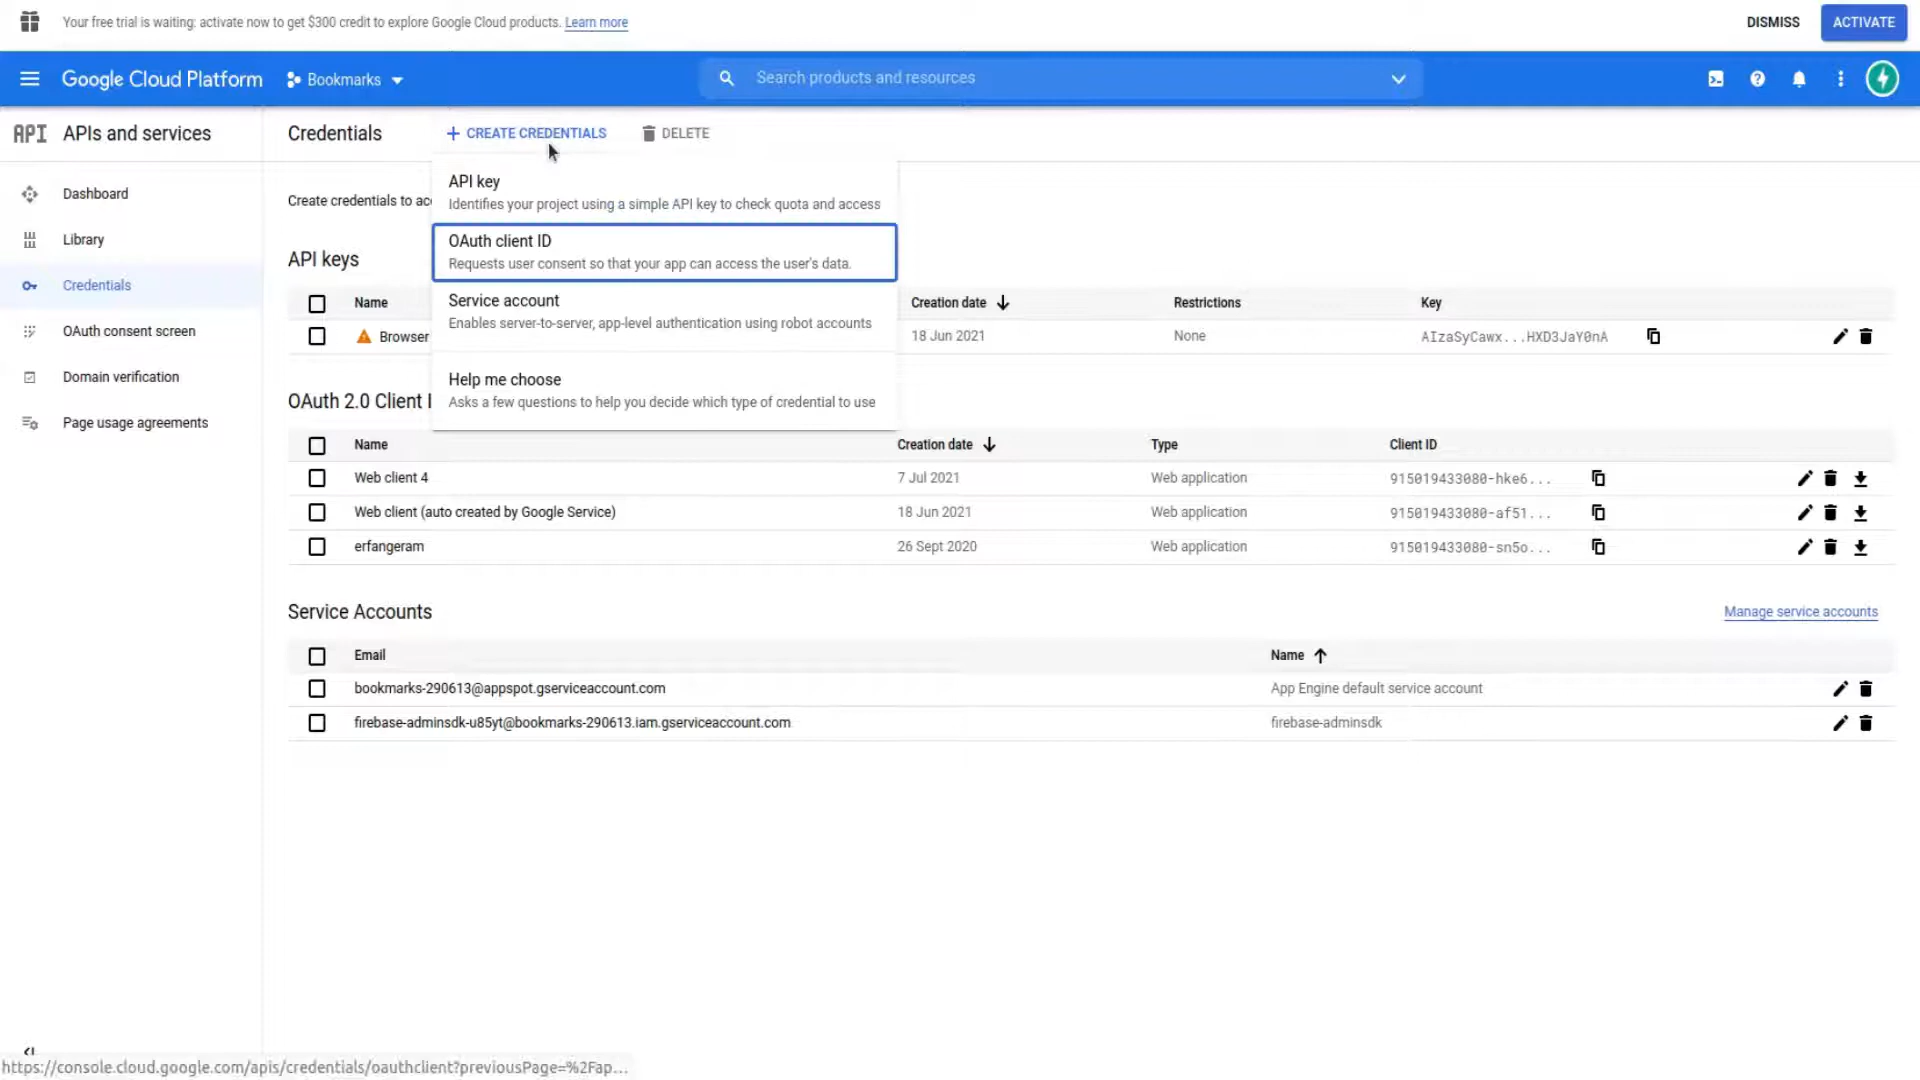 Your free trial is waiting: activate now to get $300 credit to explore Google Cloud products. Learn more
DISMISS
ACTIVATE
Google Cloud Platform
Bookmarks
Search products and resources
API
APIs and services
Credentials
CREATE CREDENTIALS
DELETE
Dashboard
Library
Credentials
OAuth consent screen
Domain verification
Page usage agreements
Create credentials to ac
API key
Identifies your project using a simple API key to check quota and access
OAuth client ID
Requests user consent so that your app can access the user's data.
Service account
Enables server-to-server, app-level authentication using robot accounts
Help me choose
Asks a few questions to help you decide which type of credential to use
API keys
Name
Creation date
Restrictions
Key
Browser
18 Jun 2021
None
AIzaSyCawx...HXD3JaY0nA
OAuth 2.0 Client I
Name
Creation date
Type
Client ID
Web client 4
7 Jul 2021
Web application
915019433080-hke6...
Web client (auto created by Google Service)
18 Jun 2021
Web application
915019433080-af51...
erfangeram
26 Sept 2020
Web application
915019433080-sn5o...
Service Accounts
Manage service accounts
Email
Name
bookmarks-290613@appspot.gserviceaccount.com
App Engine default service account
firebase-adminsdk-u85yt@bookmarks-290613.iam.gserviceaccount.com
firebase-adminsdk
https://console.cloud.google.com/apis/credentials/oauthclient?previousPage=%2Fap...